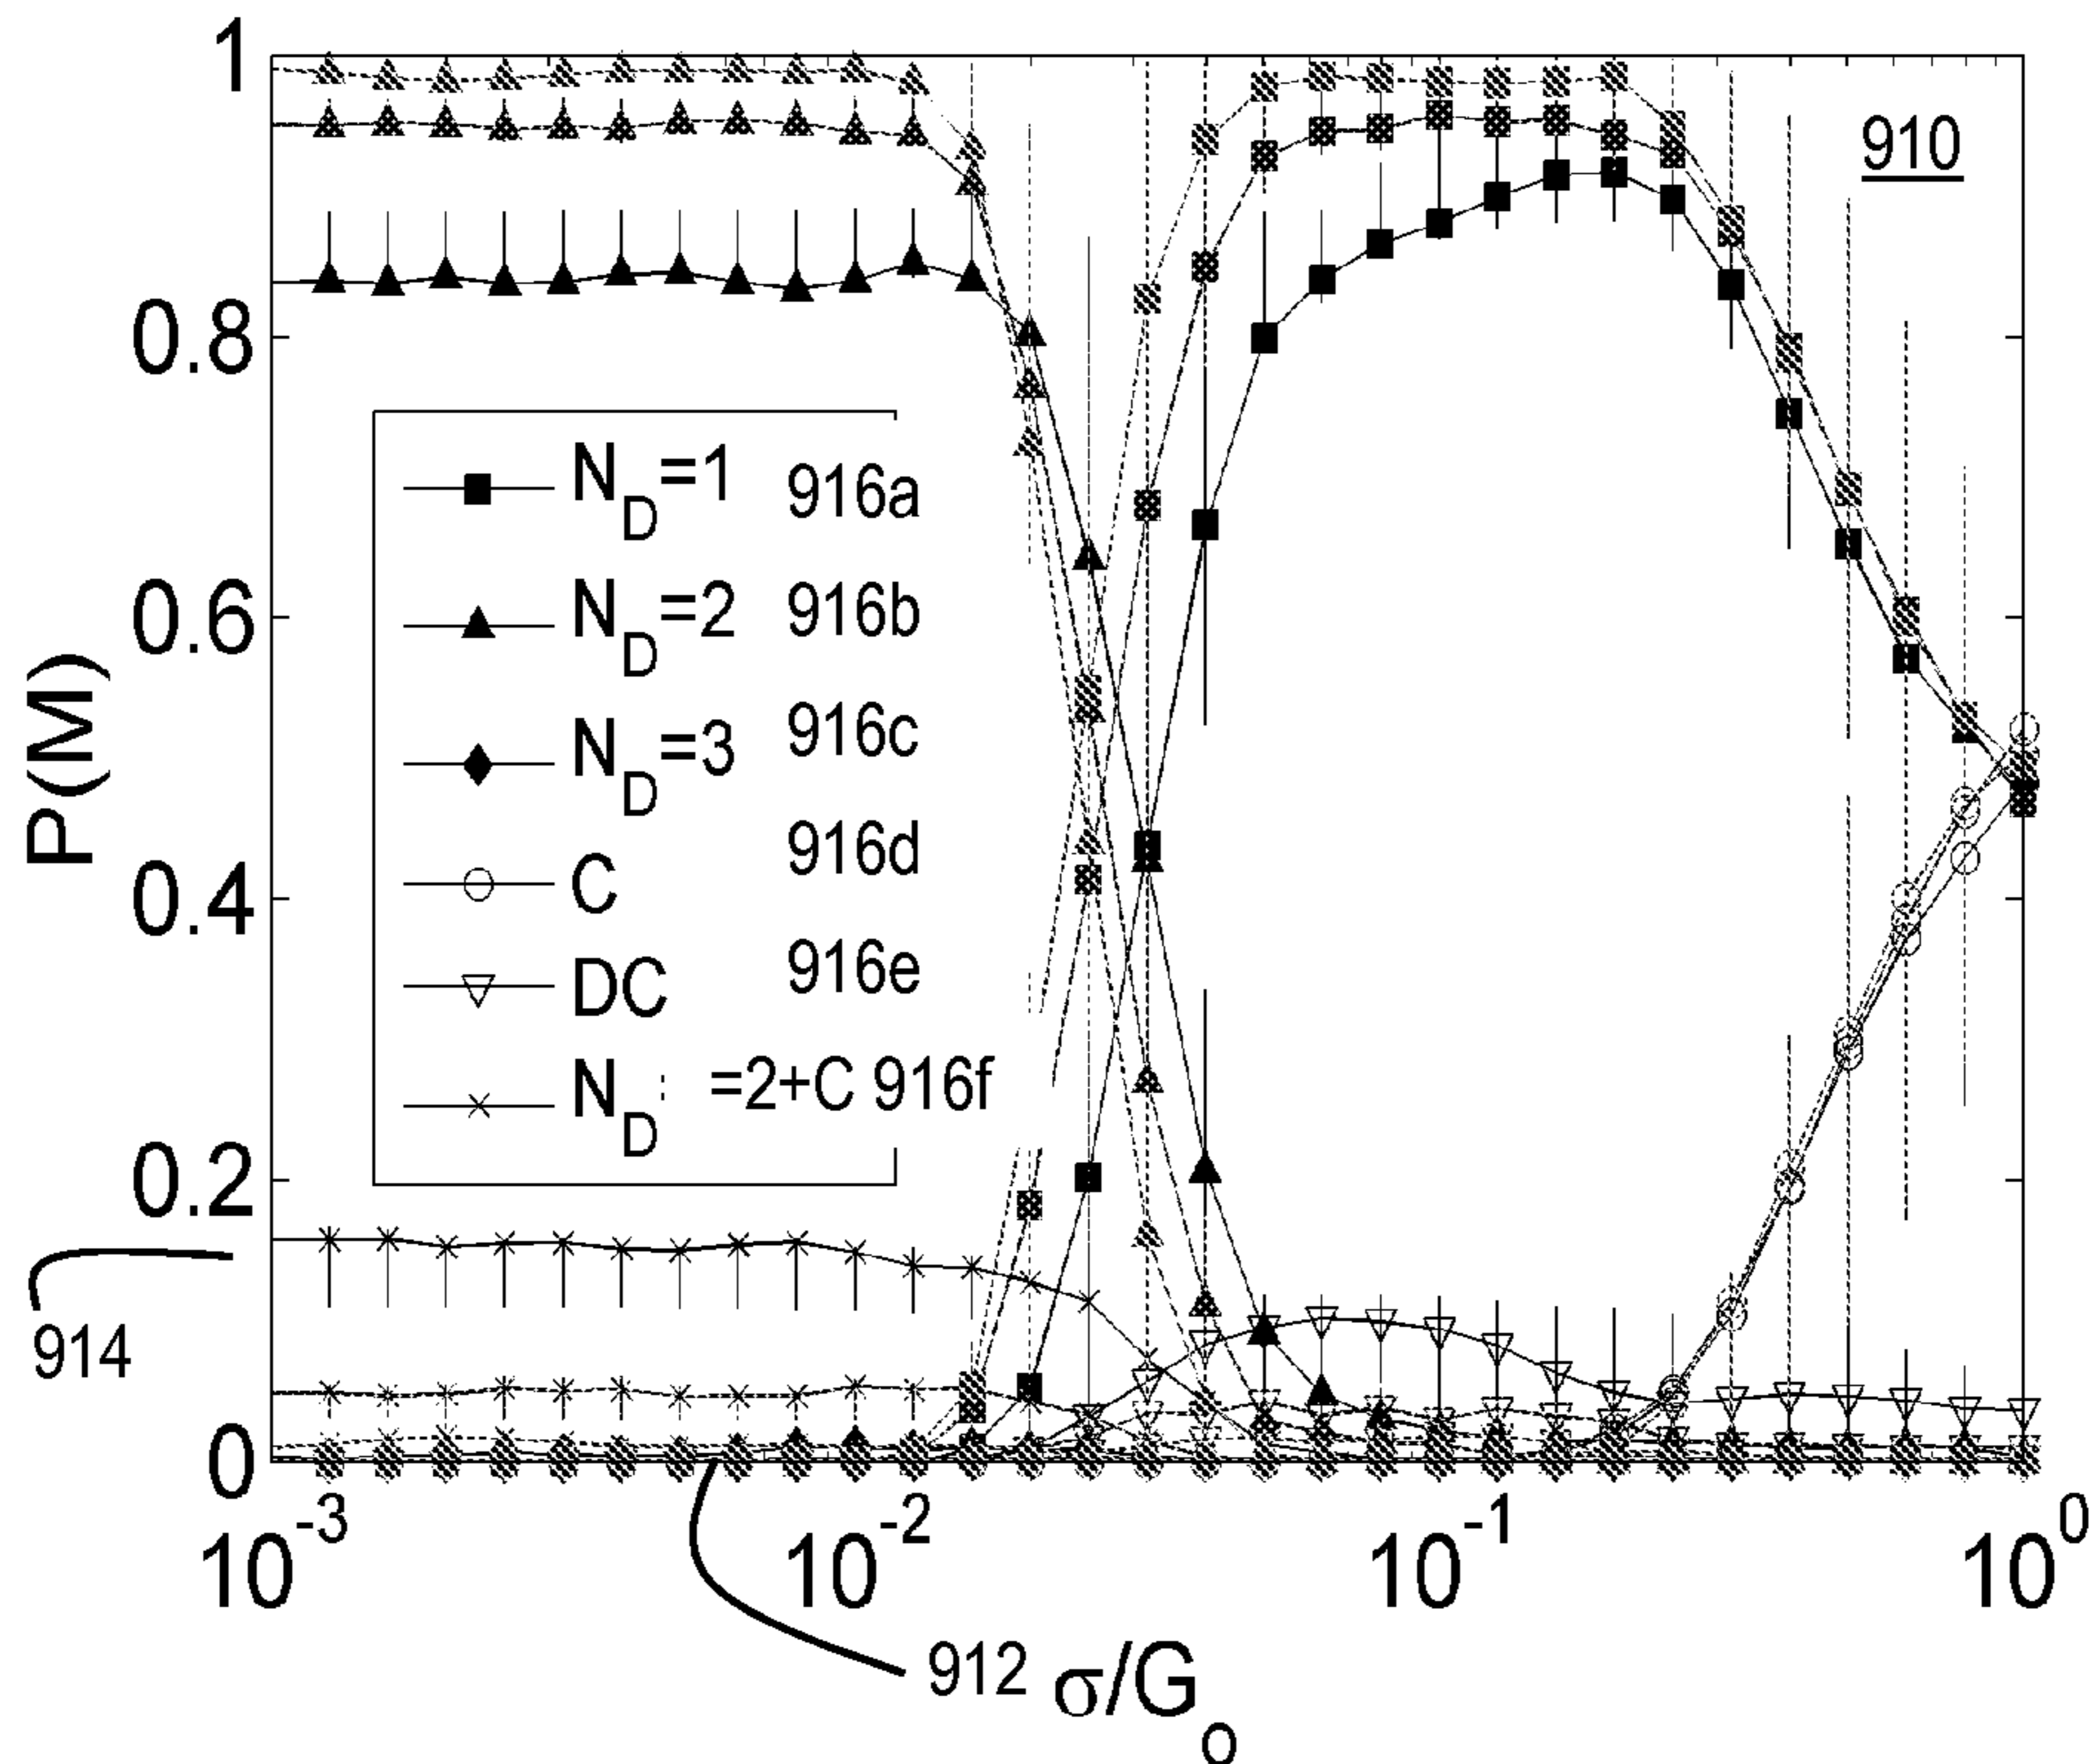 1
910
0.8
N_D=1 916a
0.6
N_D=2 916b
P(M)
N_D=3 916c
0.4
C 916d
DC 916e
0.2
N_D =2+C 916f
914
0
10^-3 10^-2 10^-1 10^0
912 σ/G_o